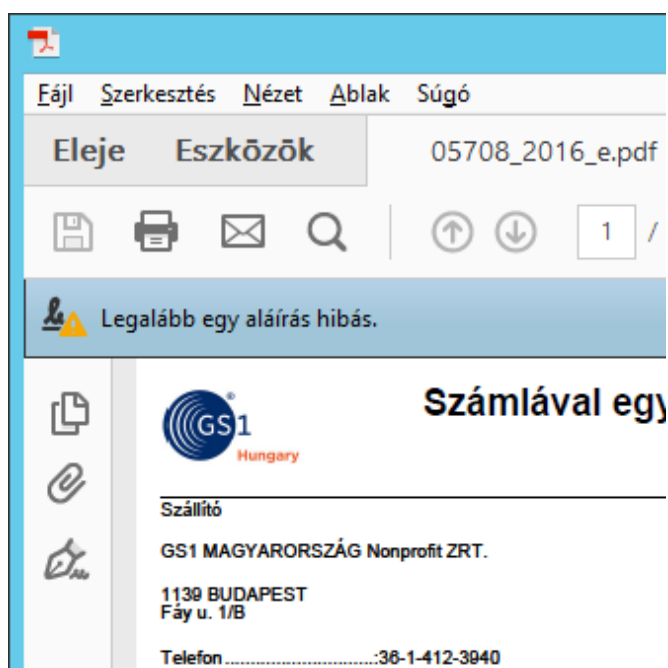 Fájl Szerkesztés Nézet Ablak Súgó
Eleje Eszközök 05708_2016_e.pdf
1 /
Legalább egy aláírás hibás.
GS1
Hungary
Számlával egy
Szállító
GS1 MAGYARORSZÁG Nonprofit ZRT.
1139 BUDAPEST
Fáy u. 1/B
Telefon..............................:36-1-412-3940